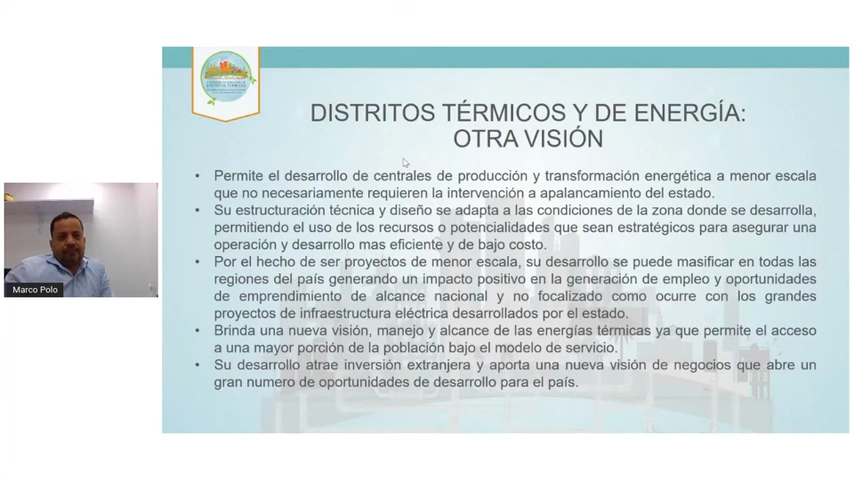 DISTRITOS TÉRMICOS Y DE ENERGÍA:
OTRA VISIÓN
• Permite el desarrollo de centrales de producción y transformación energética a menor escala
que no necesariamente requieren la intervención a apalancamiento del estado.
• Su estructuración técnica y diseño se adapta a las condiciones de la zona donde se desarrolla,
permitiendo el uso de los recursos o potencialidades que sean estratégicos para asegurar una
operación y desarrollo mas eficiente y de bajo costo.
• Por el hecho de ser proyectos de menor escala, su desarrollo se puede masificar en todas las
regiones del país generando un impacto positivo en la generación de empleo y oportunidades
de emprendimiento de alcance nacional y no focalizado como ocurre con los grandes
proyectos de infraestructura eléctrica desarrollados por el estado.
• Brinda una nueva visión, manejo y alcance de las energías térmicas ya que permite el acceso
a una mayor porción de la población bajo el modelo de servicio.
• Su desarrollo atrae inversión extranjera y aporta una nueva visión de negocios que abre un
gran numero de oportunidades de desarrollo para el país.
Marco Polo